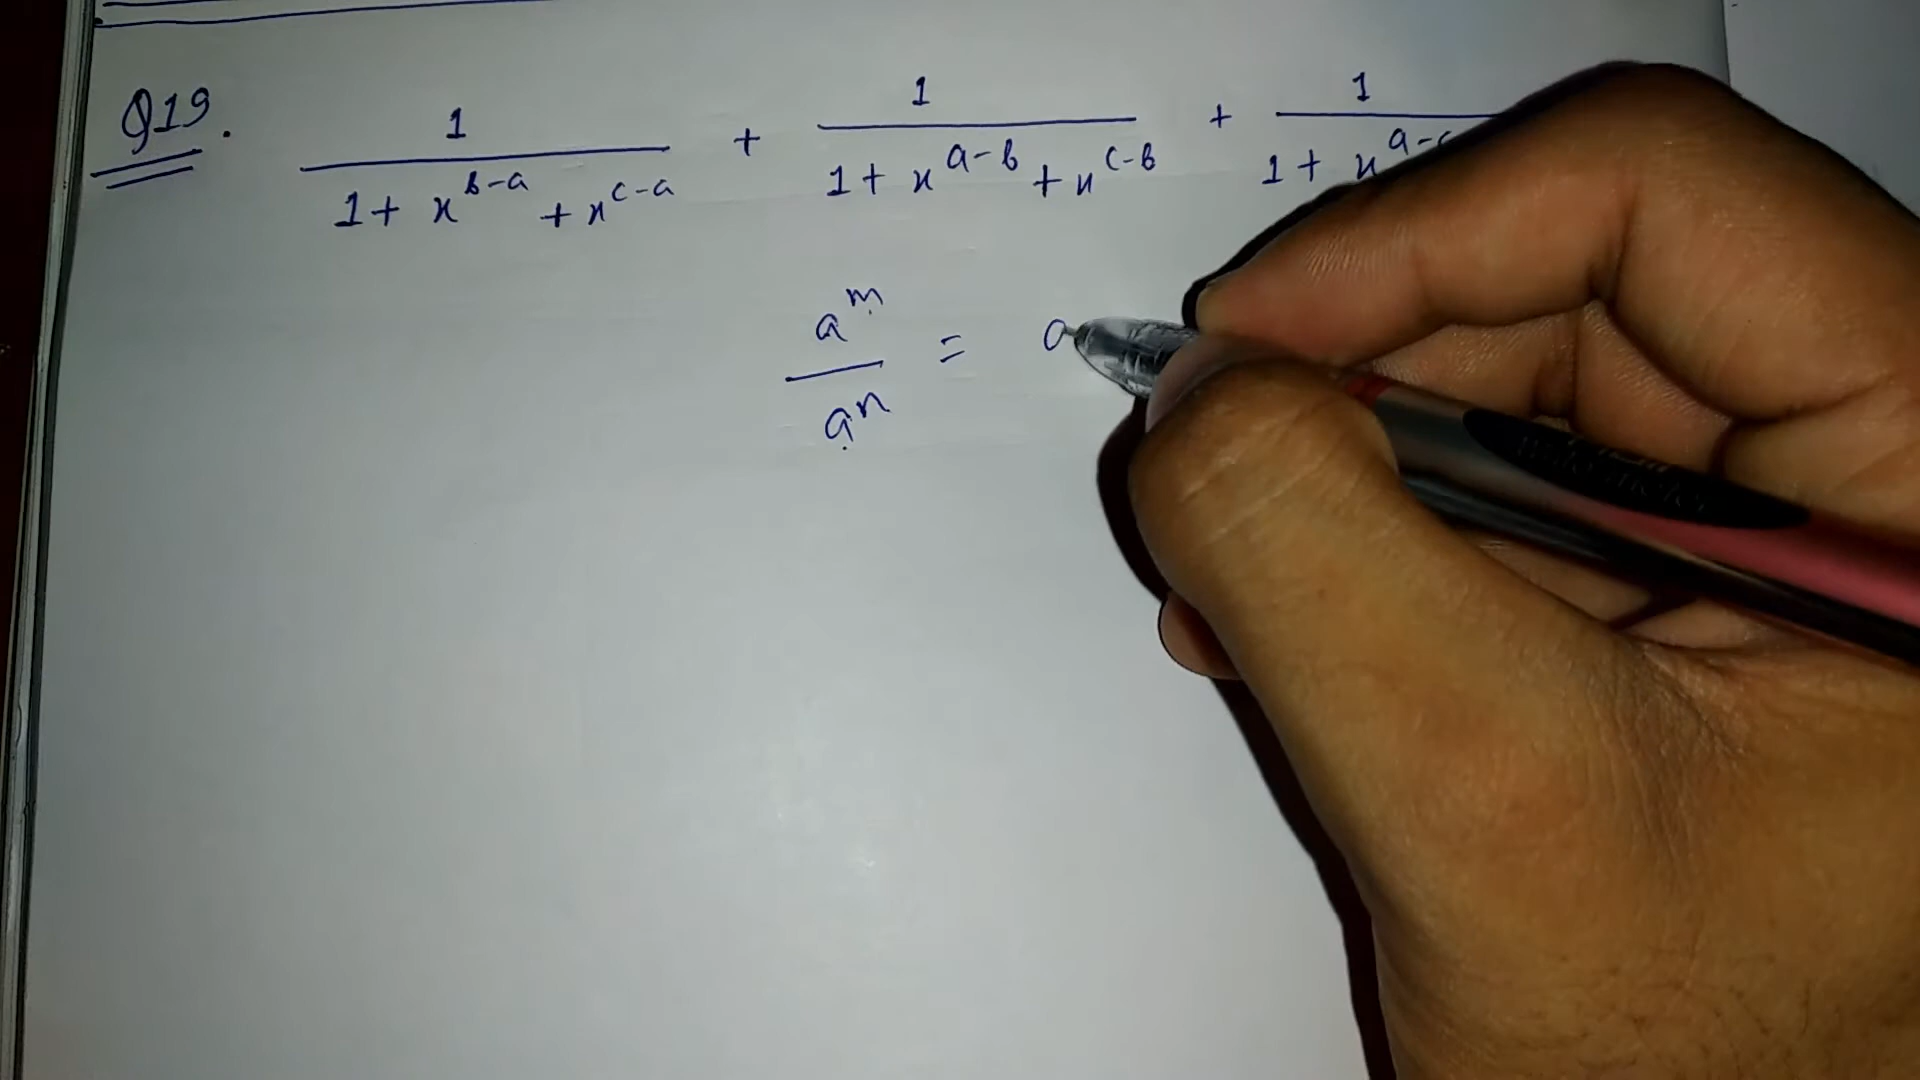 Q19. 1/(1+x^(b-a)+x^(c-a)) + 1/(1+x^(a-b)+x^(c-b)) + 1/(1+x^(a-c
a^m/a^n = a